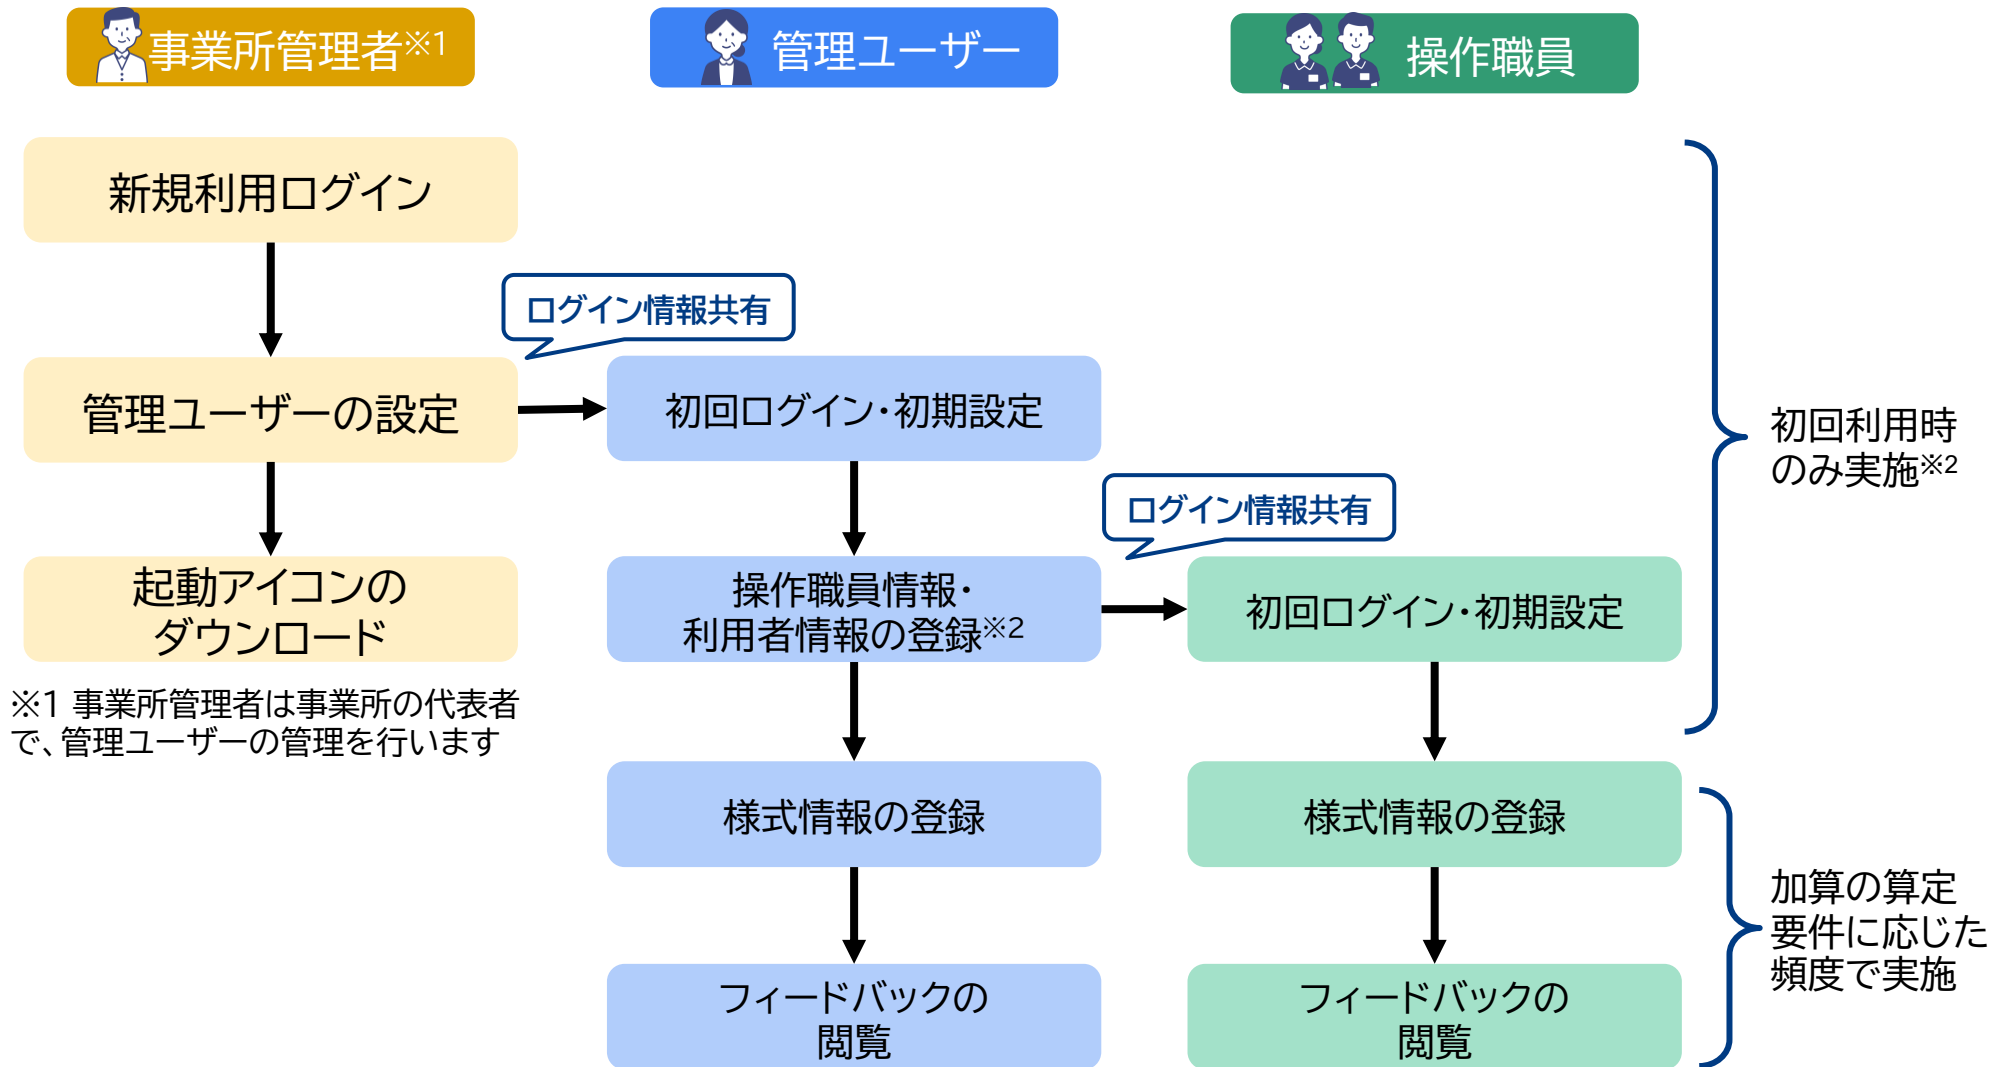 事業所管理者※1
管理ユーザー
操作職員
新規利用ログイン
ログイン情報共有
管理ユーザーの設定
初回ログイン・初期設定
初回利用時
のみ実施※2
ログイン情報共有
起動アイコンの
ダウンロード
操作職員情報・
利用者情報の登録※2
初回ログイン・初期設定
※1 事業所管理者は事業所の代表者
で、管理ユーザーの管理を行います
様式情報の登録
様式情報の登録
加算の算定
要件に応じた
頻度で実施
フィードバックの
閲覧
フィードバックの
閲覧